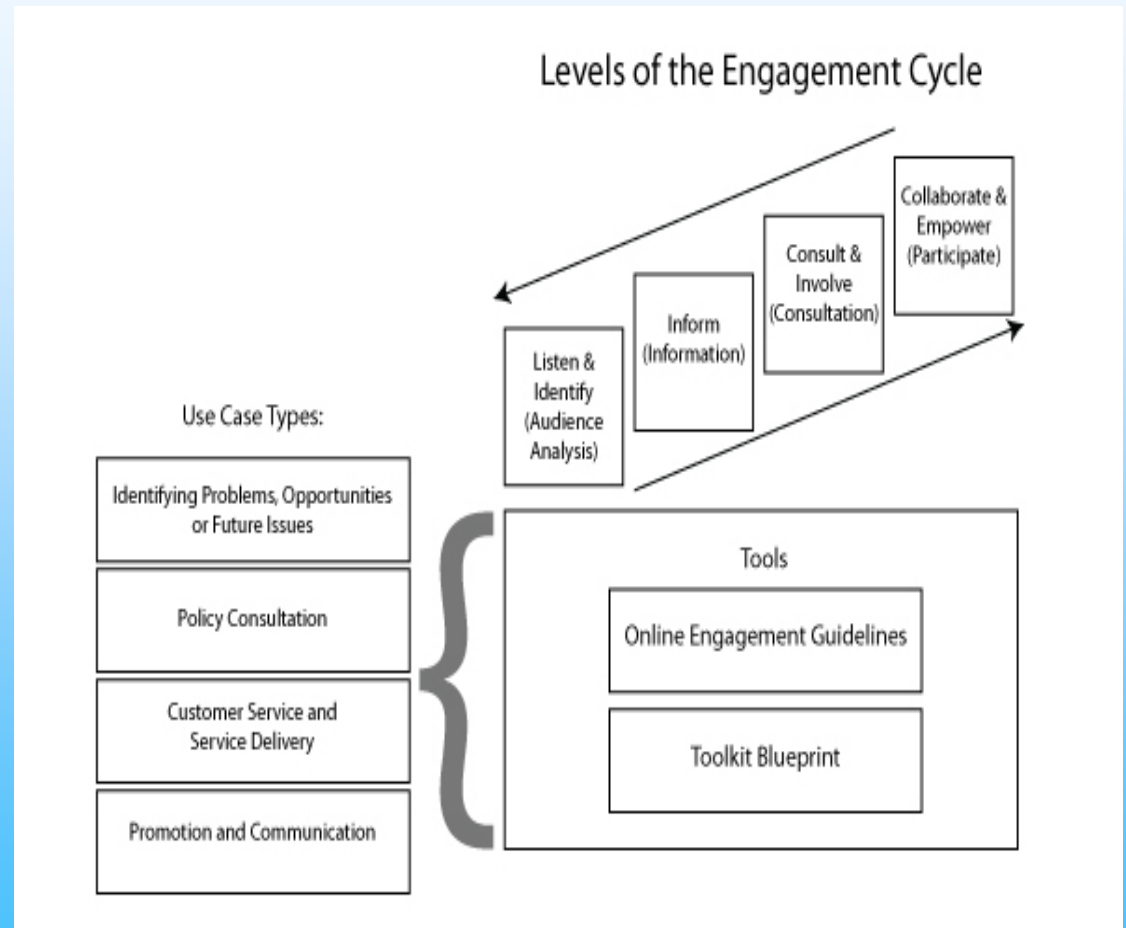 Levels of the Engagement Cycle
Listen &
Identify
(Audience
Analysis)
Inform
(Information)
Consult &
Involve
(Consultation)
Collaborate &
Empower
(Participate)
Use Case Types:
Identifying Problems, Opportunities
or Future Issues
Policy Consultation
Customer Service and
Service Delivery
Promotion and Communication
Tools
Online Engagement Guidelines
Toolkit Blueprint